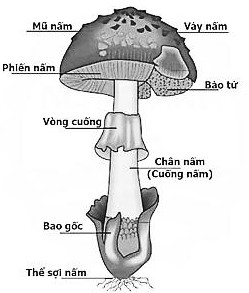 Mũ nấm
Vảy nấm
Phiến nấm
Bào tử
Vòng cuống
Chân nấm
(Cuống nấm)
Bao gốc
Thể sợi nấm